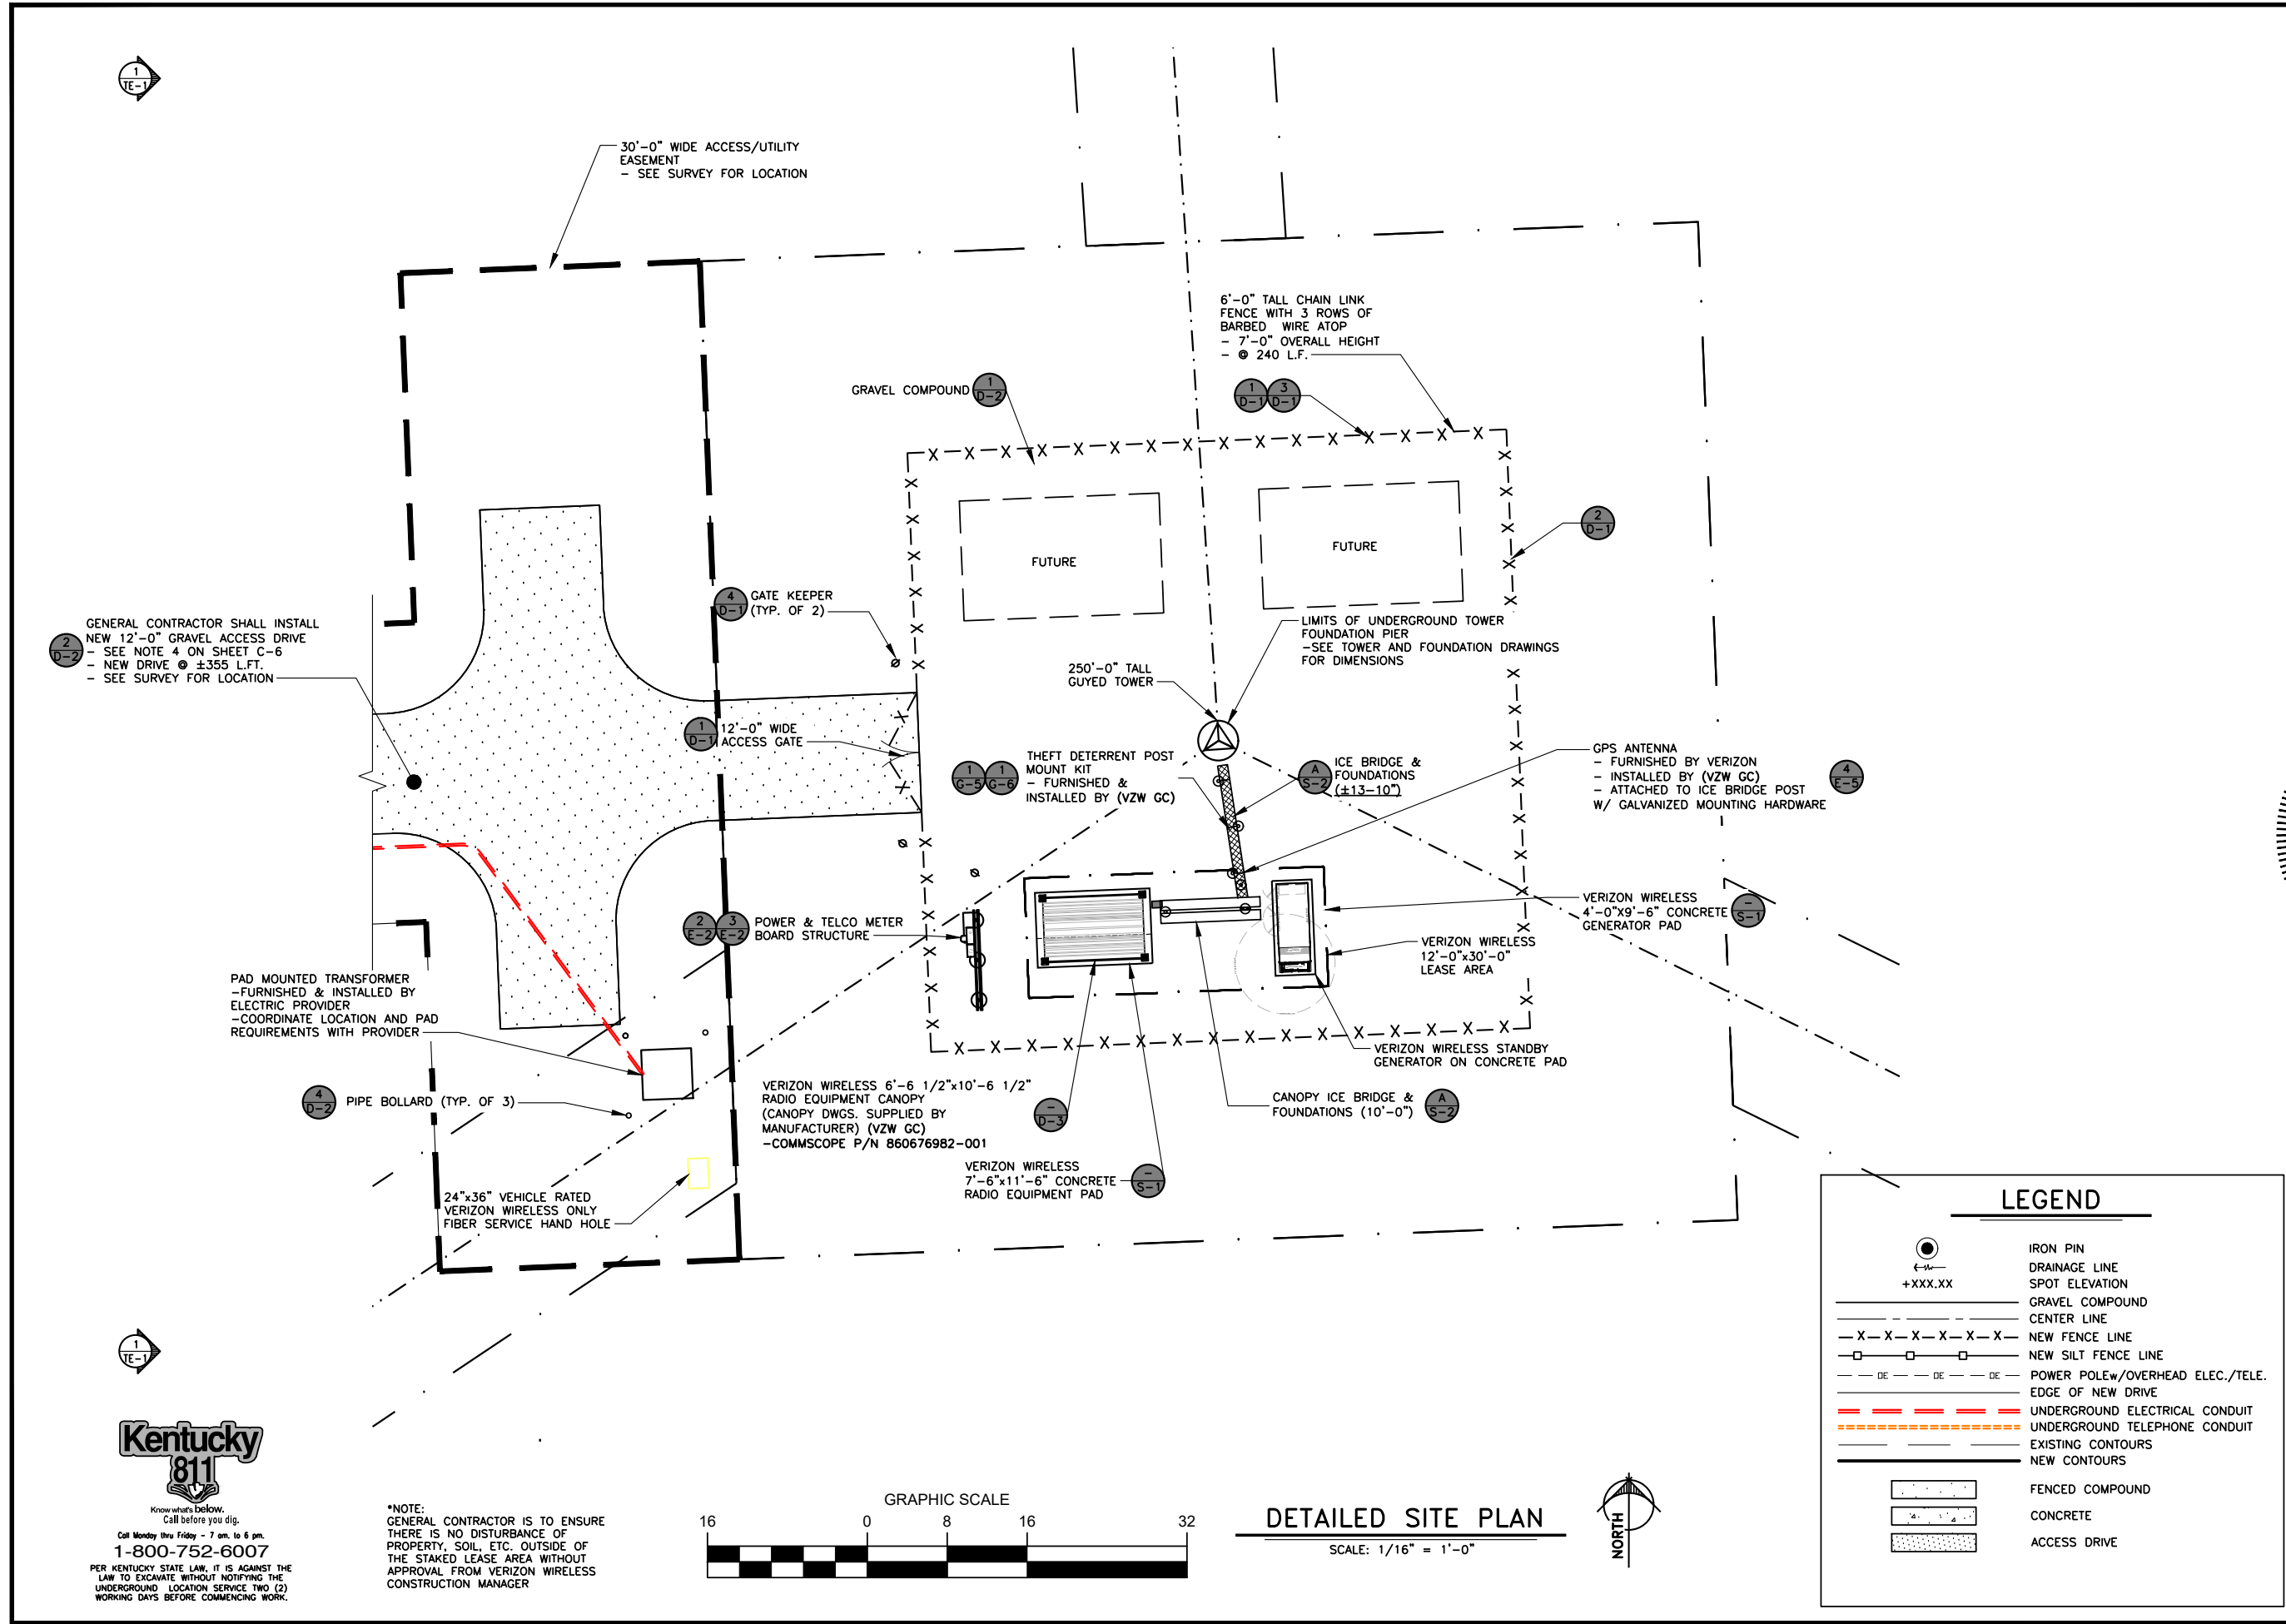 1
TE-1
30'-0" WIDE ACCESS/UTILITY
EASEMENT
- SEE SURVEY FOR LOCATION
6'-0" TALL CHAIN LINK
FENCE WITH 3 ROWS OF
BARBED WIRE ATOP
- 7'-0" OVERALL HEIGHT
- @ 240 L.F.
GRAVEL COMPOUND
1
D-2
1
D-1
3
D-1
2
D-1
FUTURE
FUTURE
4
D-1
GATE KEEPER
(TYP. OF 2)
2
D-2
GENERAL CONTRACTOR SHALL INSTALL
NEW 12'-0" GRAVEL ACCESS DRIVE
- SEE NOTE 4 ON SHEET C-6
- NEW DRIVE @ ±355 L.FT.
- SEE SURVEY FOR LOCATION
LIMITS OF UNDERGROUND TOWER
FOUNDATION PIER
-SEE TOWER AND FOUNDATION DRAWINGS
FOR DIMENSIONS
250'-0" TALL
GUYED TOWER
1
D-1
12'-0" WIDE
ACCESS GATE
1
G-5
1
G-6
THEFT DETERRENT POST
MOUNT KIT
- FURNISHED &
INSTALLED BY (VZW GC)
A
S-2
ICE BRIDGE &
FOUNDATIONS
(±13-10")
GPS ANTENNA
- FURNISHED BY VERIZON
- INSTALLED BY (VZW GC)
- ATTACHED TO ICE BRIDGE POST
W/ GALVANIZED MOUNTING HARDWARE
4
E-5
2
E-2
3
E-2
POWER & TELCO METER
BOARD STRUCTURE
VERIZON WIRELESS
4'-0"X9'-6" CONCRETE
GENERATOR PAD
-
S-1
VERIZON WIRELESS
12'-0"x30'-0"
LEASE AREA
PAD MOUNTED TRANSFORMER
-FURNISHED & INSTALLED BY
ELECTRIC PROVIDER
-COORDINATE LOCATION AND PAD
REQUIREMENTS WITH PROVIDER
VERIZON WIRELESS STANDBY
GENERATOR ON CONCRETE PAD
4
D-2
PIPE BOLLARD (TYP. OF 3)
VERIZON WIRELESS 6'-6 1/2"x10'-6 1/2"
RADIO EQUIPMENT CANOPY
(CANOPY DWGS. SUPPLIED BY
MANUFACTURER) (VZW GC)
-COMMSCOPE P/N 860676982-001
-
D-3
CANOPY ICE BRIDGE &
FOUNDATIONS (10'-0")
A
S-2
VERIZON WIRELESS
7'-6"x11'-6" CONCRETE
RADIO EQUIPMENT PAD
-
S-1
24"x36" VEHICLE RATED
VERIZON WIRELESS ONLY
FIBER SERVICE HAND HOLE
1
TE-1
LEGEND
IRON PIN
DRAINAGE LINE
+XXX.XX SPOT ELEVATION
GRAVEL COMPOUND
CENTER LINE
X X X X X X NEW FENCE LINE
NEW SILT FENCE LINE
OE OE OE POWER POLEw/OVERHEAD ELEC./TELE.
EDGE OF NEW DRIVE
UNDERGROUND ELECTRICAL CONDUIT
UNDERGROUND TELEPHONE CONDUIT
EXISTING CONTOURS
NEW CONTOURS
FENCED COMPOUND
CONCRETE
ACCESS DRIVE
Kentucky
811
Know what's below.
Call before you dig.
Call Monday thru Friday - 7 am. to 6 pm.
1-800-752-6007
PER KENTUCKY STATE LAW, IT IS AGAINST THE
LAW TO EXCAVATE WITHOUT NOTIFYING THE
UNDERGROUND LOCATION SERVICE TWO (2)
WORKING DAYS BEFORE COMMENCING WORK.
*NOTE:
GENERAL CONTRACTOR IS TO ENSURE
THERE IS NO DISTURBANCE OF
PROPERTY, SOIL, ETC. OUTSIDE OF
THE STAKED LEASE AREA WITHOUT
APPROVAL FROM VERIZON WIRELESS
CONSTRUCTION MANAGER
GRAPHIC SCALE
16 0 8 16 32
DETAILED SITE PLAN
SCALE: 1/16" = 1'-0"
NORTH